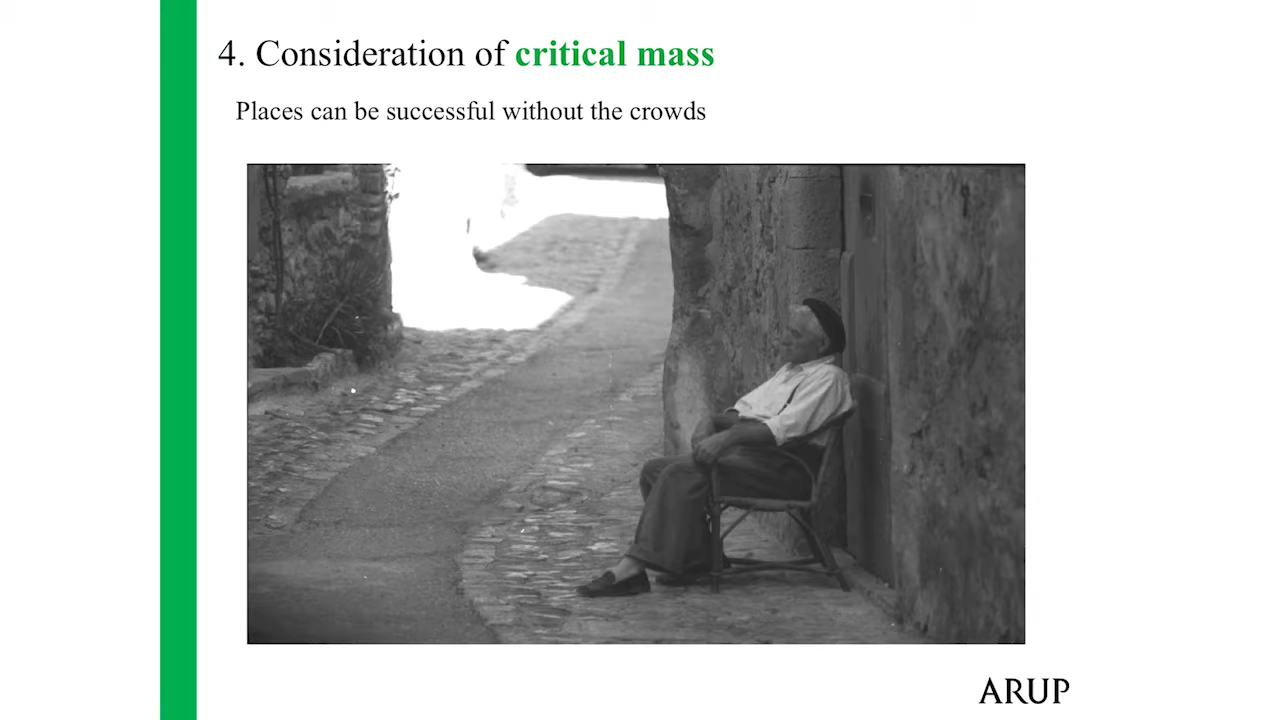 4. Consideration of critical mass
Places can be successful without the crowds
ARUP